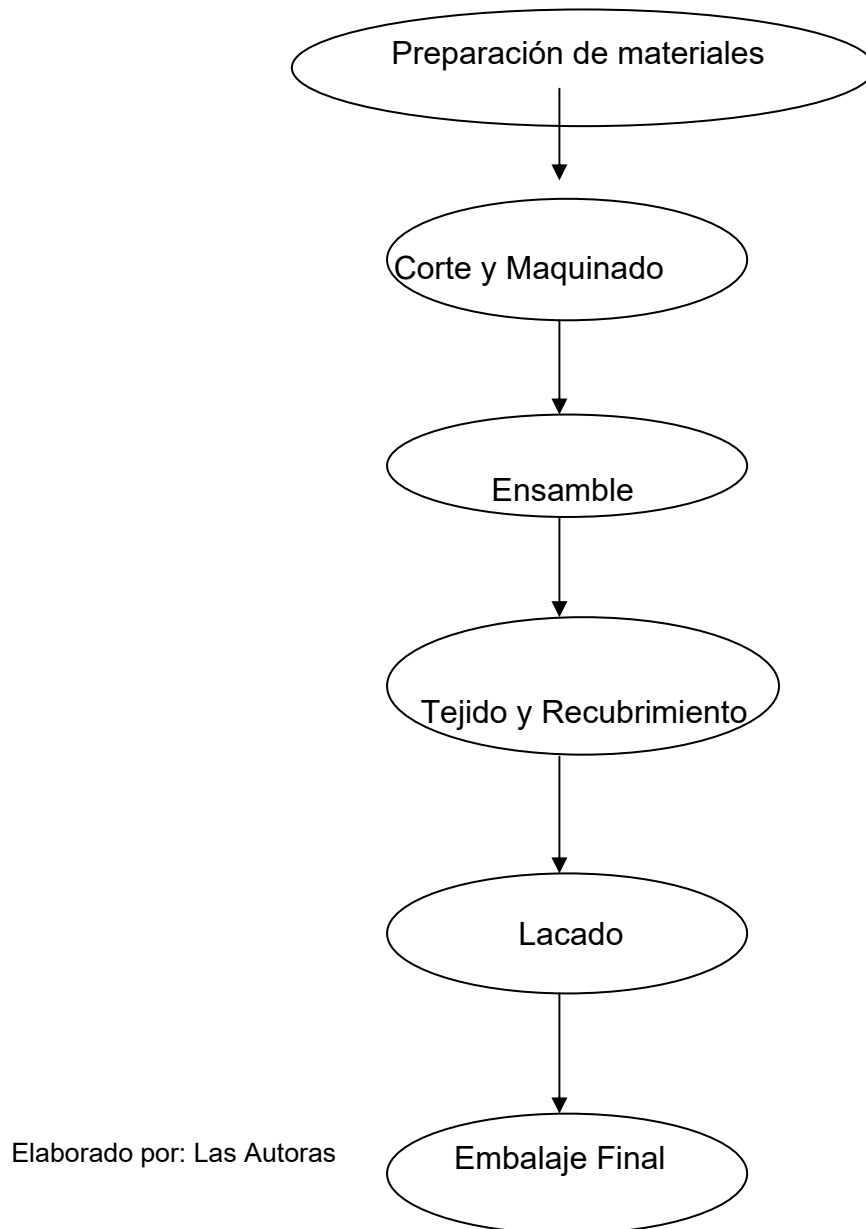 Preparación de materiales
Corte y Maquinado
Ensamble
Tejido y Recubrimiento
Lacado
Elaborado por: Las Autoras
Embalaje Final